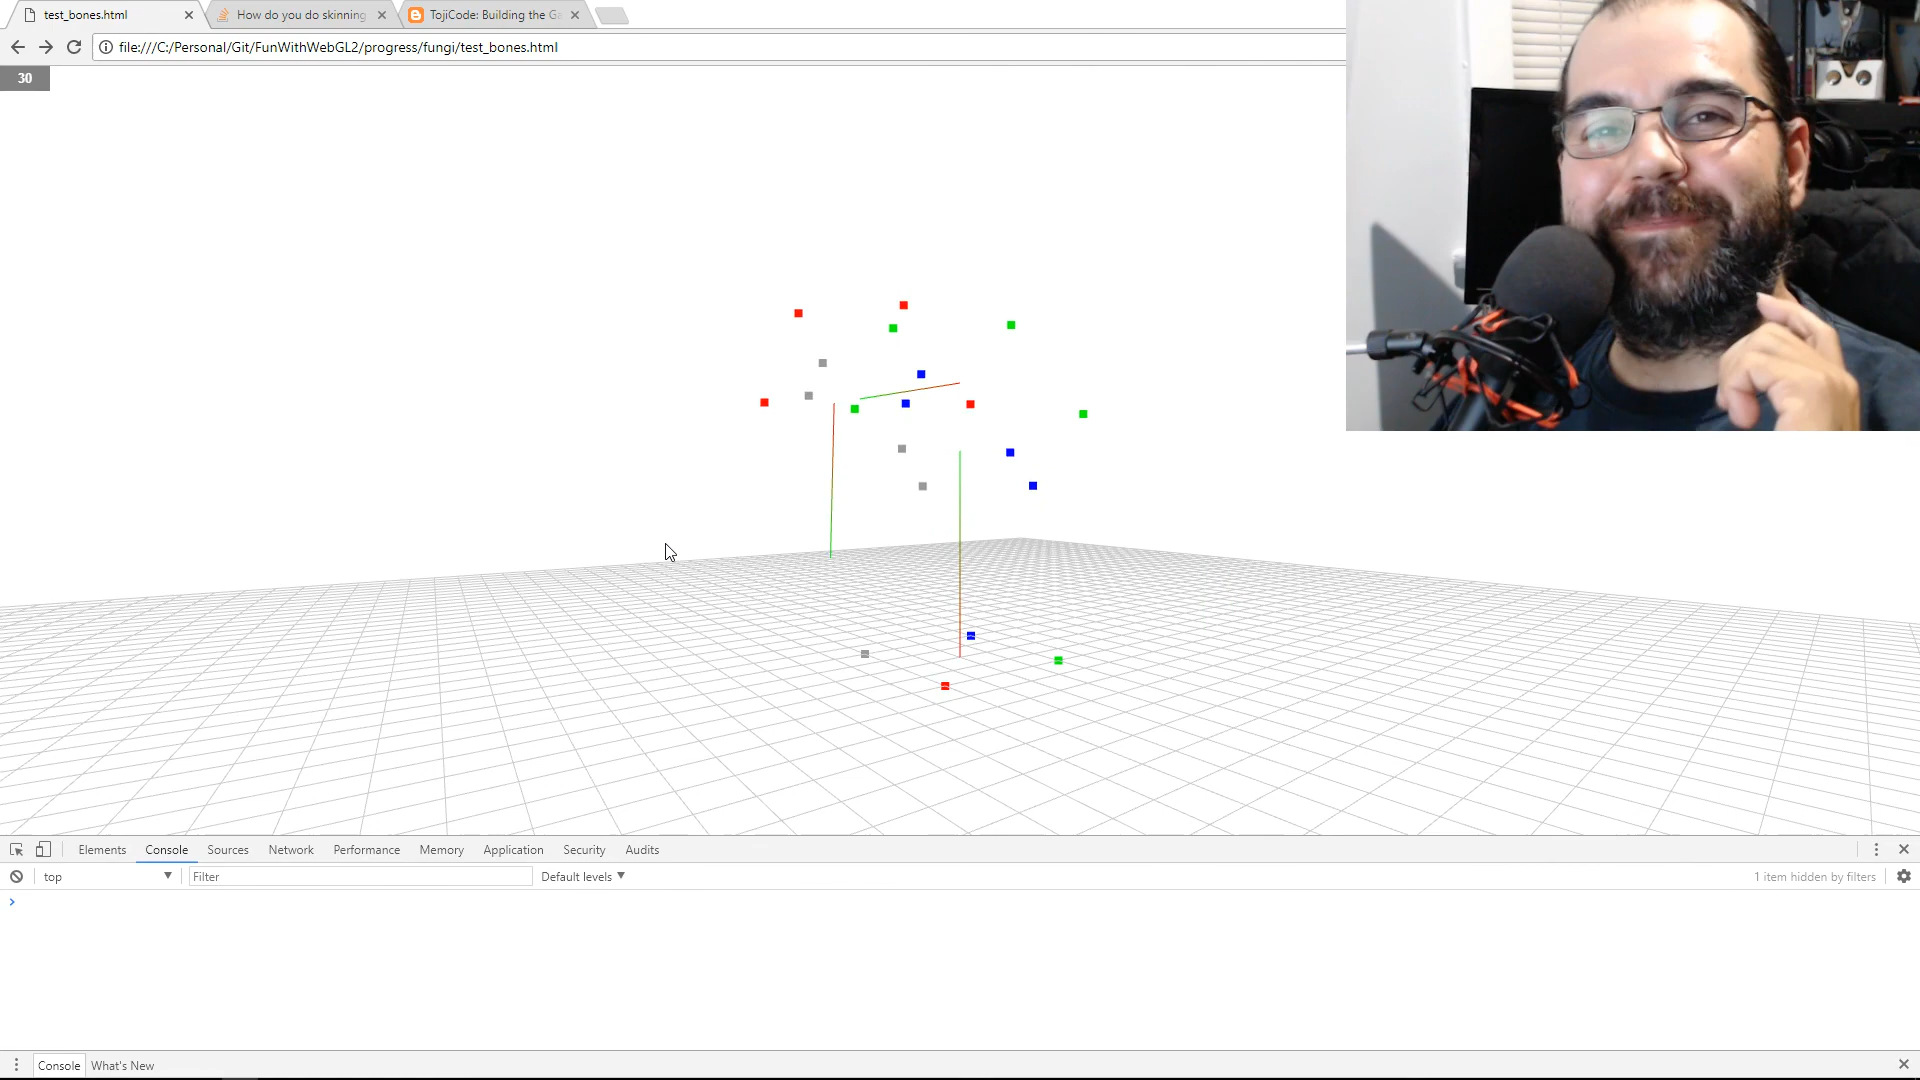 test_bones.html
How do you do skinning
TojiCode: Building the Ga
file:///C:/Personal/Git/FunWithWebGL2/progress/fungi/test_bones.html
30
Elements Console Sources Network Performance Memory Application Security Audits
top Filter Default levels 1 item hidden by filters
Console What's New